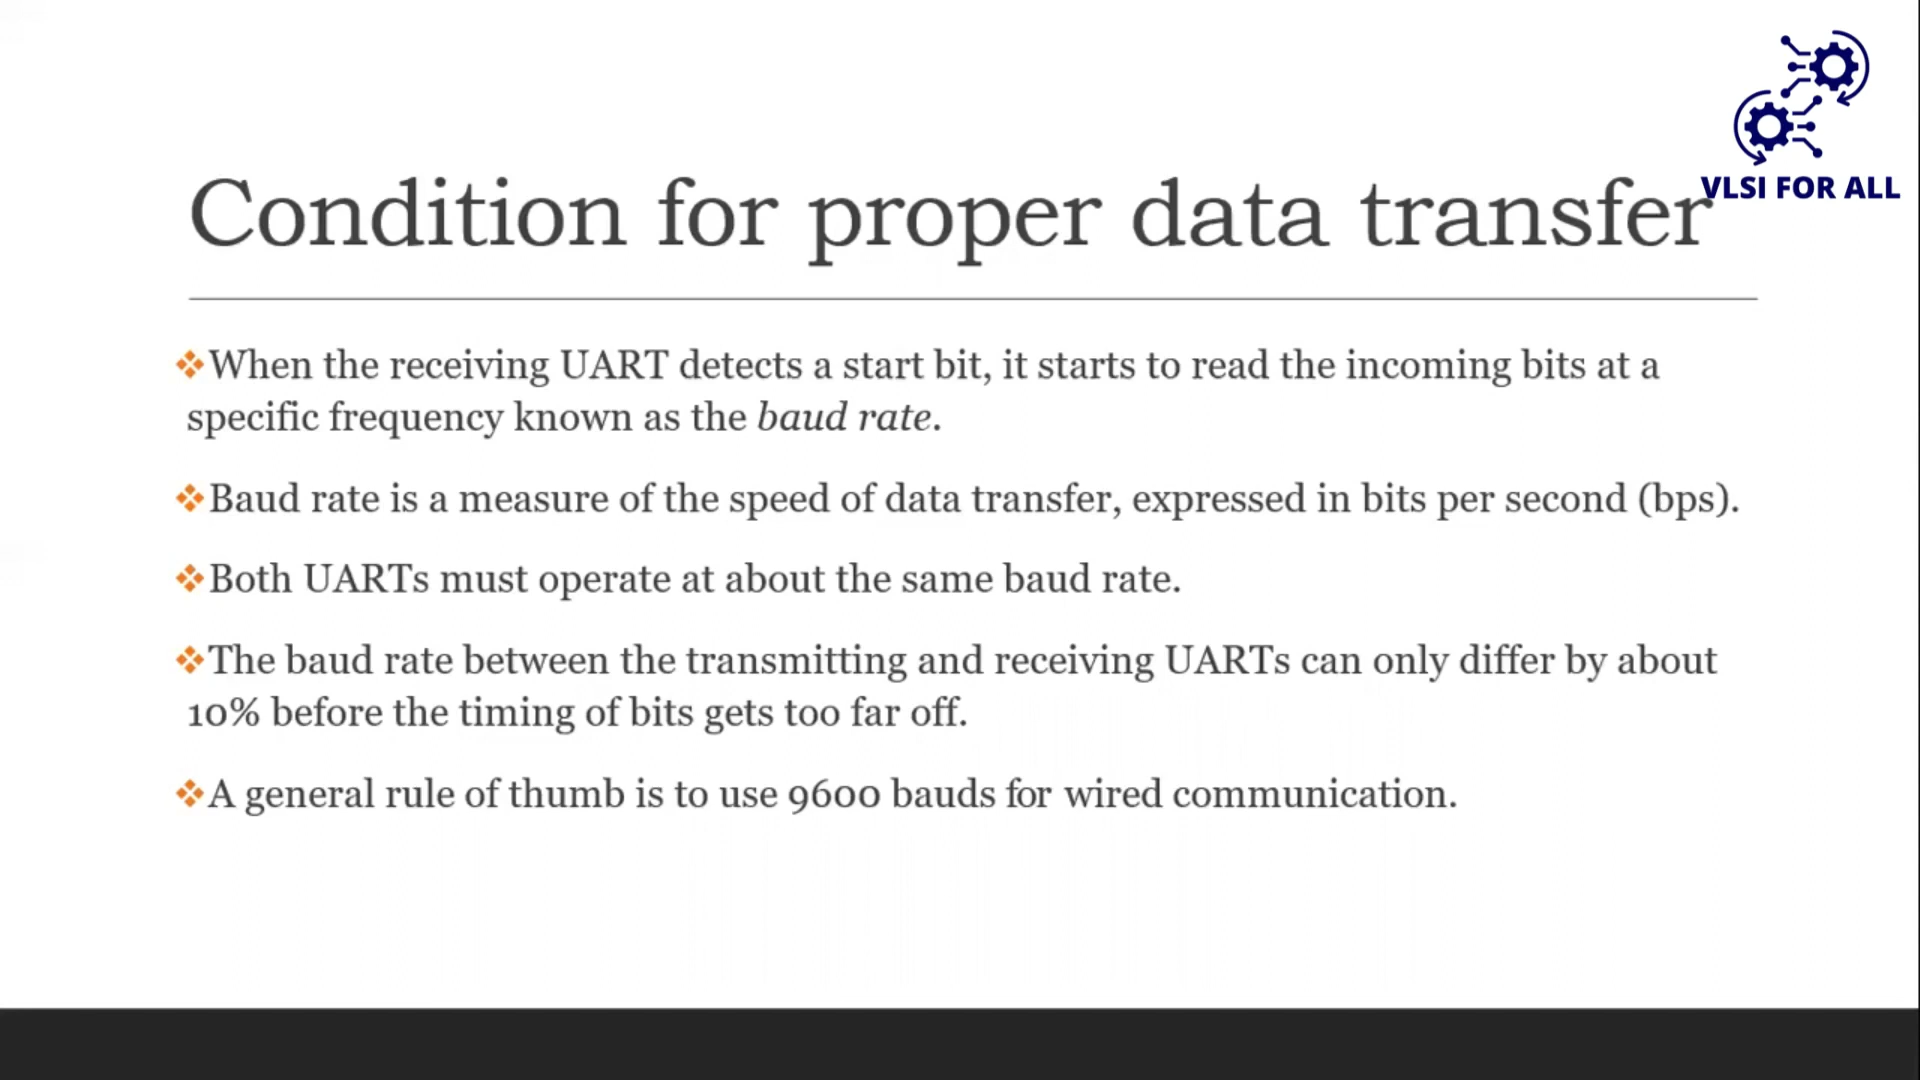 VLSI FOR ALL
Condition for proper data transfer
When the receiving UART detects a start bit, it starts to read the incoming bits at a
specific frequency known as the baud rate.
Baud rate is a measure of the speed of data transfer, expressed in bits per second (bps).
Both UARTs must operate at about the same baud rate.
The baud rate between the transmitting and receiving UARTs can only differ by about
10% before the timing of bits gets too far off.
A general rule of thumb is to use 9600 bauds for wired communication.